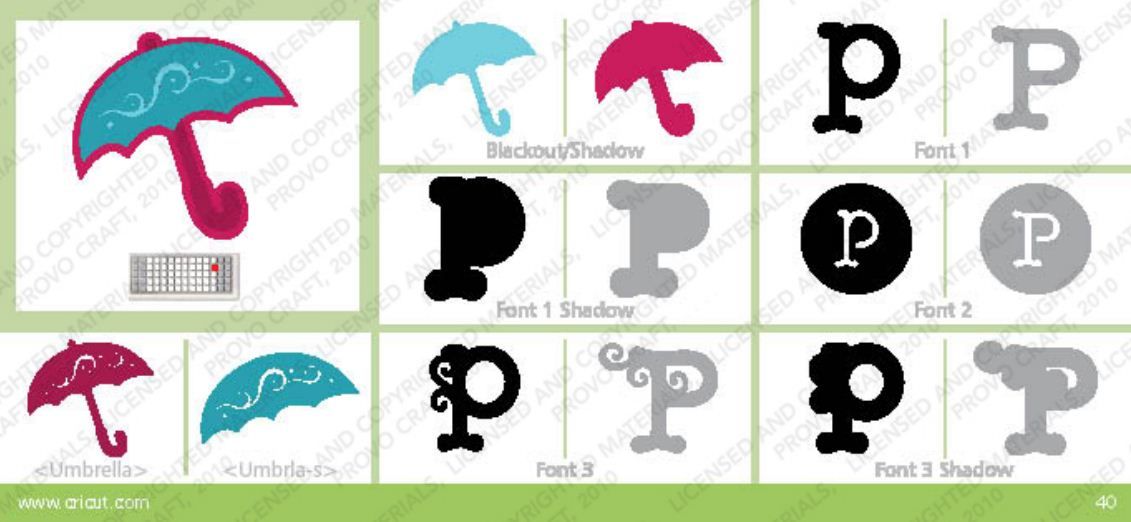 Blackout/Shadow
P
P
Font 1
P
P
Font 1 Shadow
P
P
Font 2
<Umbrella>
<Umbrla-s>
P
P
Font 3
P
P
Font 3 Shadow
www.cricut.com
40
LICENSED AND COPYRIGHTED MATERIALS, PROVO CRAFT, 2010